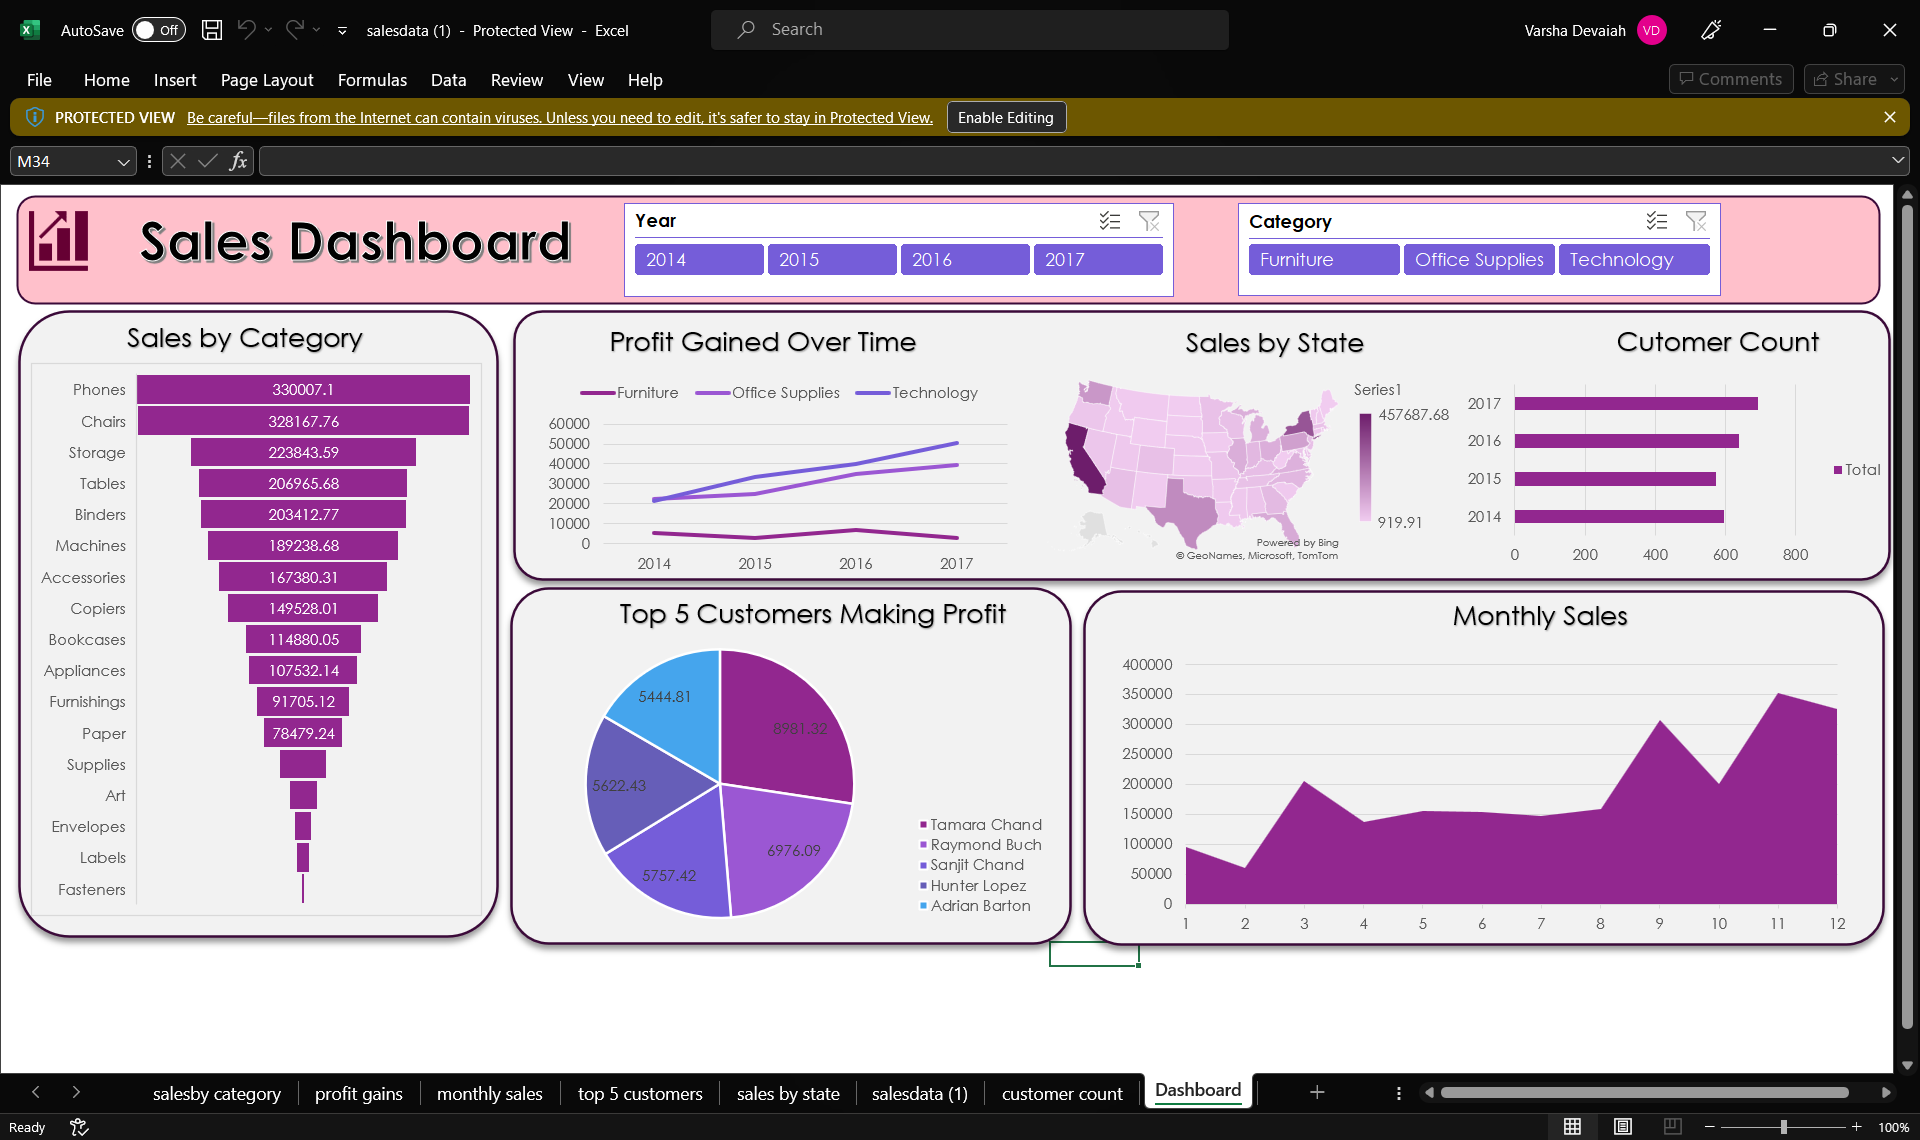 AutoSave Off salesdata (1) - Protected View - Excel Search Varsha Devaiah VD
File Home Insert Page Layout Formulas Data Review View Help Comments Share
PROTECTED VIEW Be careful—files from the Internet can contain viruses. Unless you need to edit, it's safer to stay in Protected View. Enable Editing
M34 fx
Sales Dashboard
Year
2014 2015 2016 2017
Category
Furniture Office Supplies Technology
Sales by Category
Phones 330007.1
Chairs 328167.76
Storage 223843.59
Tables 206965.68
Binders 203412.77
Machines 189238.68
Accessories 167380.31
Copiers 149528.01
Bookcases 114880.05
Appliances 107532.14
Furnishings 91705.12
Paper 78479.24
Supplies
Art
Envelopes
Labels
Fasteners
Profit Gained Over Time
Furniture Office Supplies Technology
60000
50000
40000
30000
20000
10000
0
2014 2015 2016 2017
Sales by State
Series1
457687.68
919.91
Powered by Bing
© GeoNames, Microsoft, TomTom
Cutomer Count
2017
2016
2015
2014
0 200 400 600 800
Total
Top 5 Customers Making Profit
5444.81
8981.32
5622.43
6976.09
5757.42
Tamara Chand
Raymond Buch
Sanjit Chand
Hunter Lopez
Adrian Barton
Monthly Sales
400000
350000
300000
250000
200000
150000
100000
50000
0
1 2 3 4 5 6 7 8 9 10 11 12
salesby category profit gains monthly sales top 5 customers sales by state salesdata (1) customer count Dashboard
Ready 100%